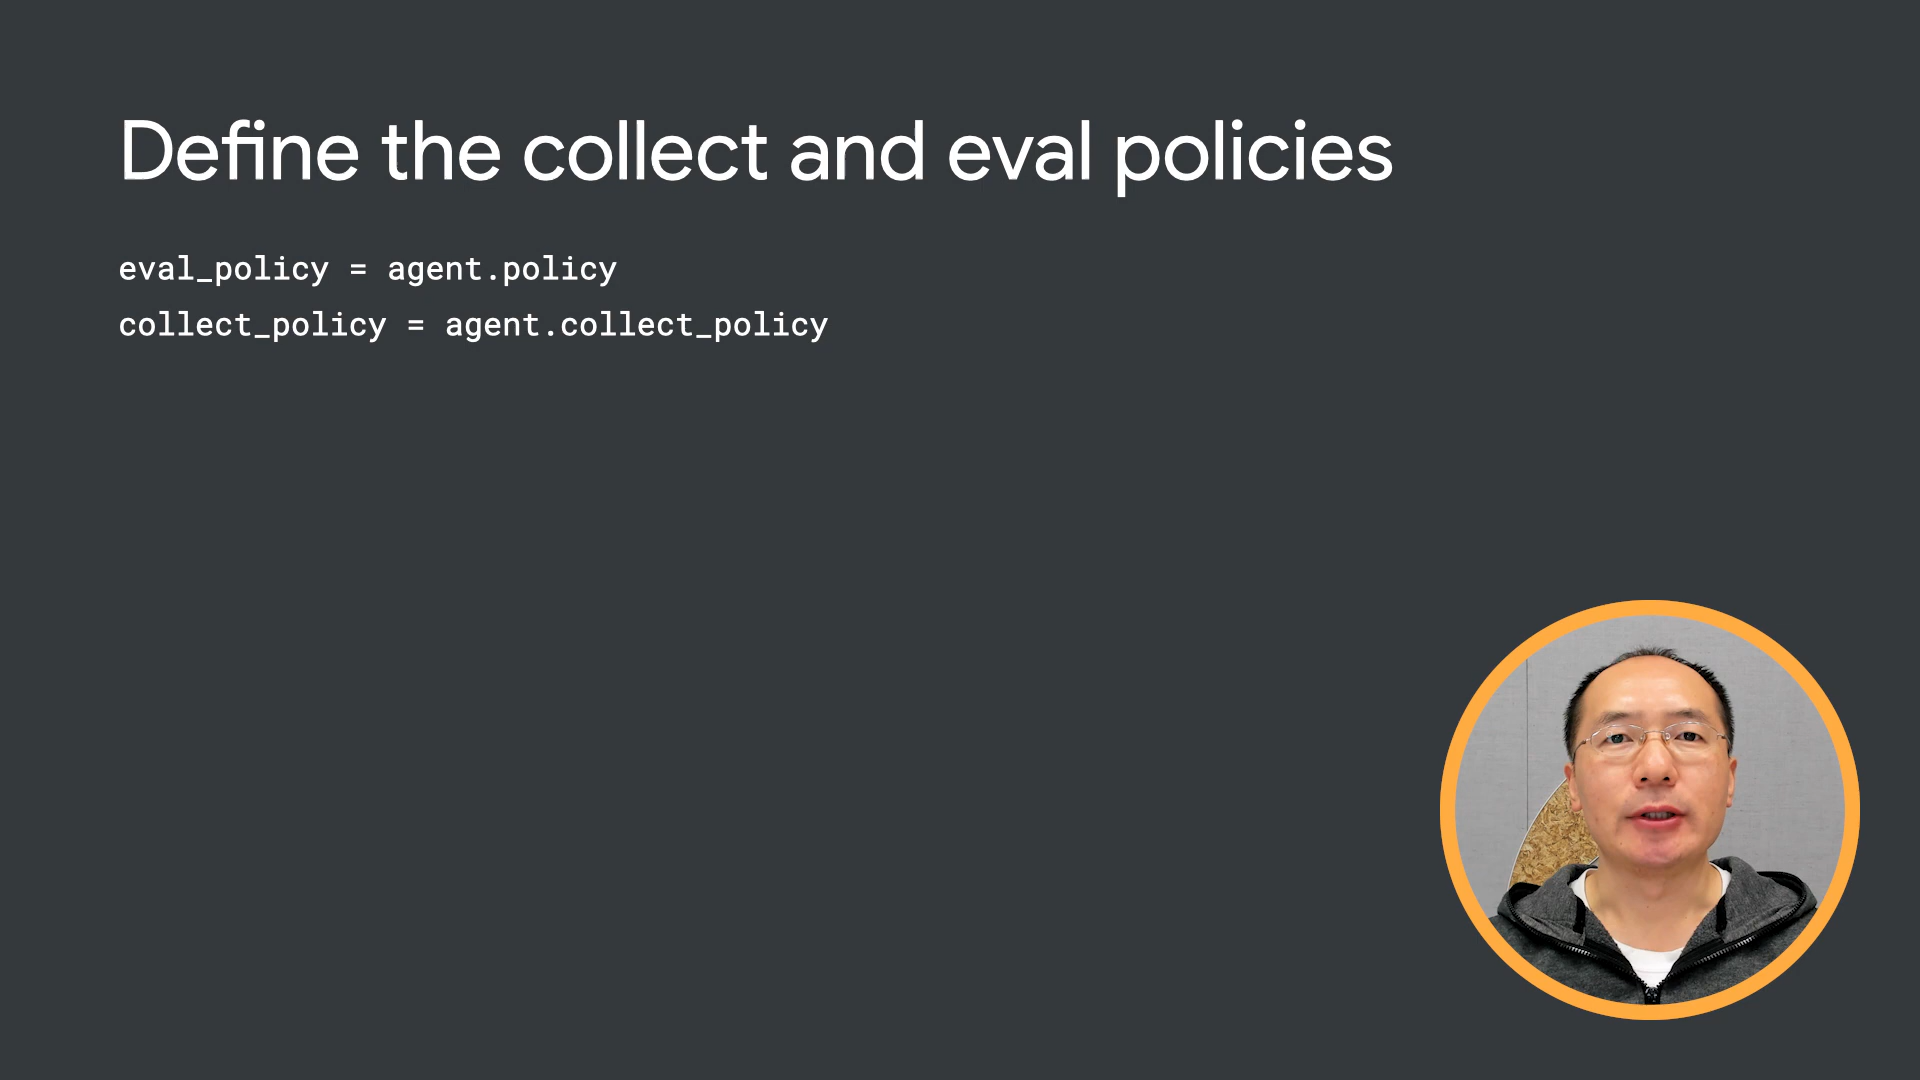 Define the collect and eval policies
eval_policy = agent.policy
collect_policy = agent.collect_policy